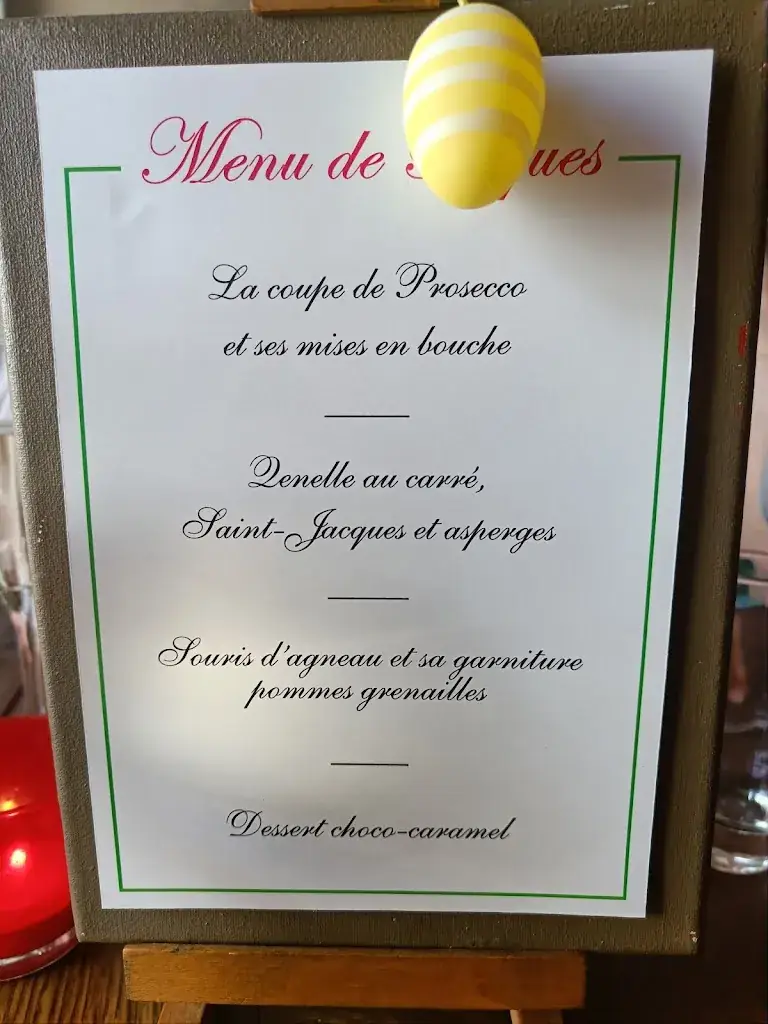 Menu de
La coupe de Prosecco
et ses mises en bouche
Qenelle au carré,
Saint-Jacques et asperges
Souris d'agneau et sa garniture
pommes grenailles
Dessert choco-caramel